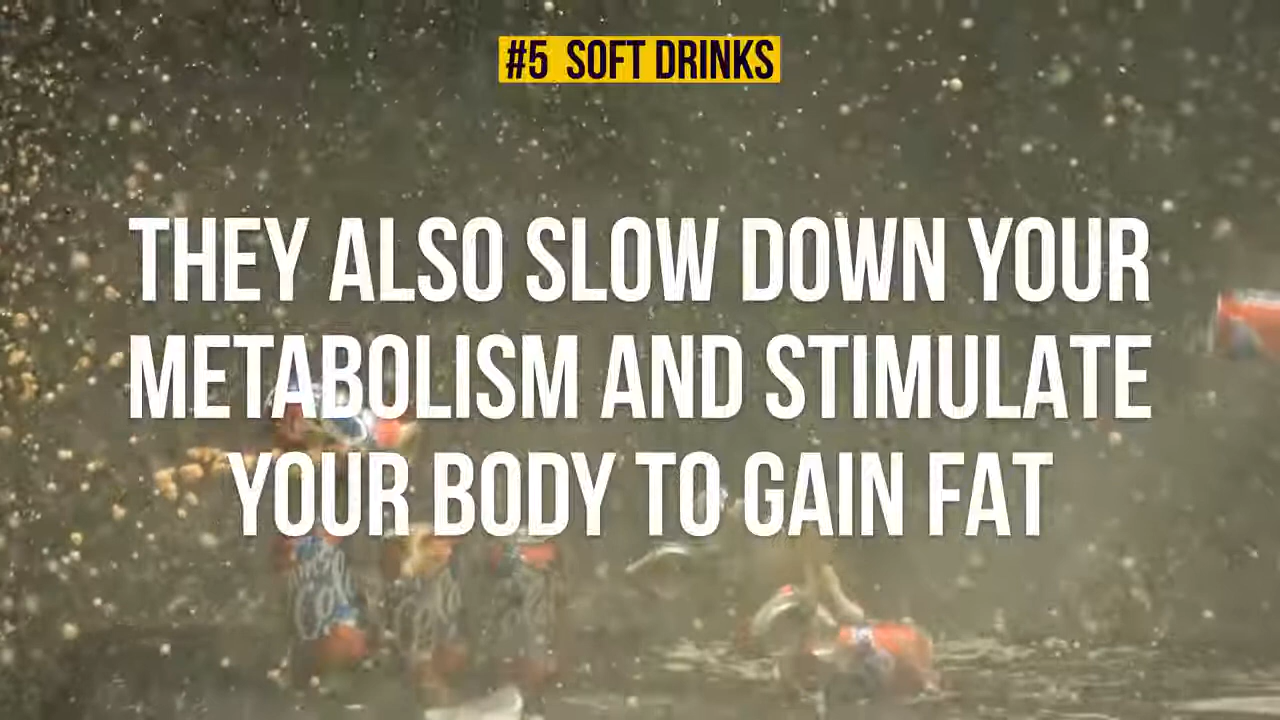 #5 SOFT DRINKS
THEY ALSO SLOW DOWN YOUR
METABOLISM AND STIMULATE
YOUR BODY TO GAIN FAT